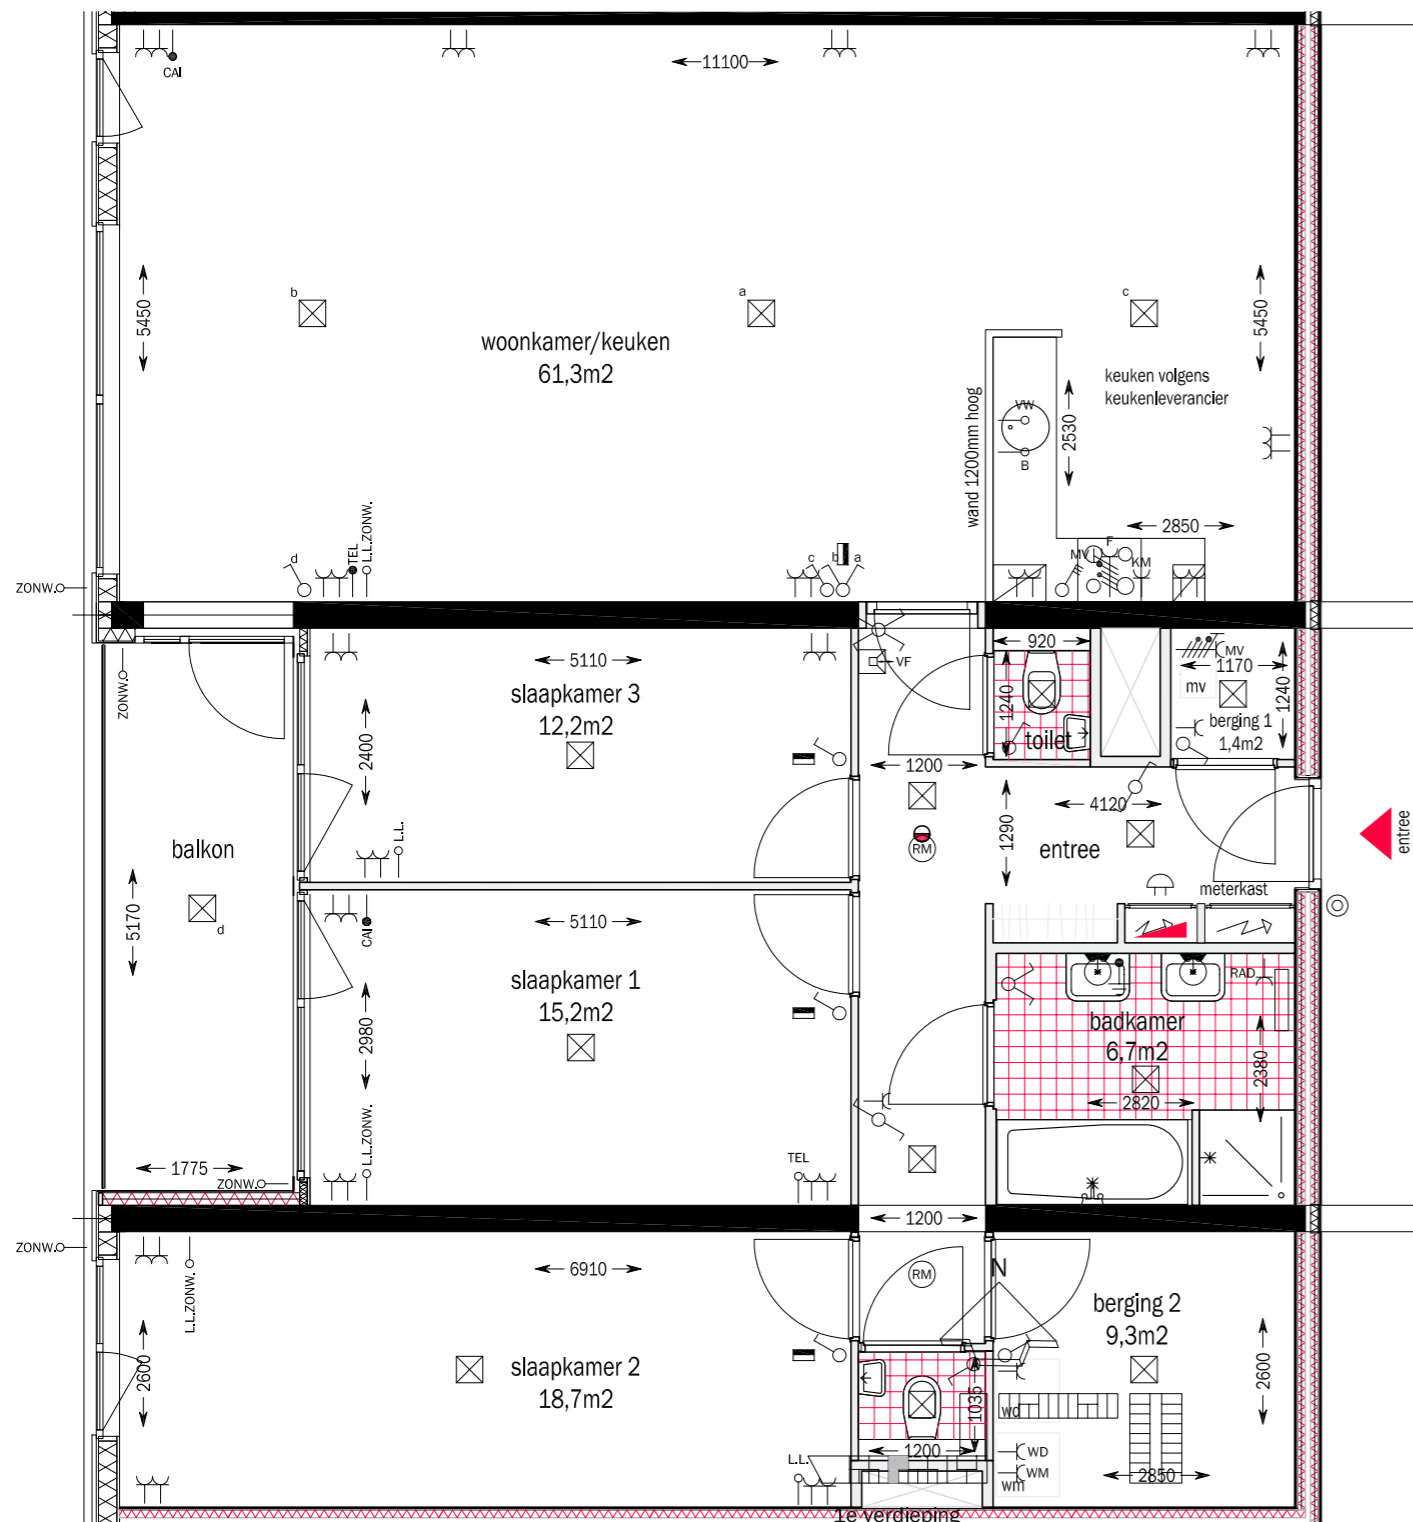 CAI
11100
5450
b
a
c
5450
woonkamer/keuken
61,3m2
keuken volgens
keukenleverancier
wand 1200mm hoog
VW
B
2530
2850
F
MV
KM
d
TEL
L.L.ZONW.
c
b
a
ZONW.
ZONW.
VF
5110
slaapkamer 3
12,2m2
2400
L.L.
920
1240
toilet
MV
1170
mv
1240
berging 1
1,4m2
1200
4120
1290
RM
entree
entree
meterkast
balkon
d
5170
1775
ZONW.
CAI
5110
slaapkamer 1
15,2m2
2980
L.L.ZONW.
TEL
RAD
badkamer
6,7m2
2380
2820
1200
ZONW.
L.L.ZONW.
6910
RM
N
berging 2
9,3m2
2600
slaapkamer 2
18,7m2
2600
1035
wd
1200
WD
WM
wm
2850
L.L.
1e verdieping